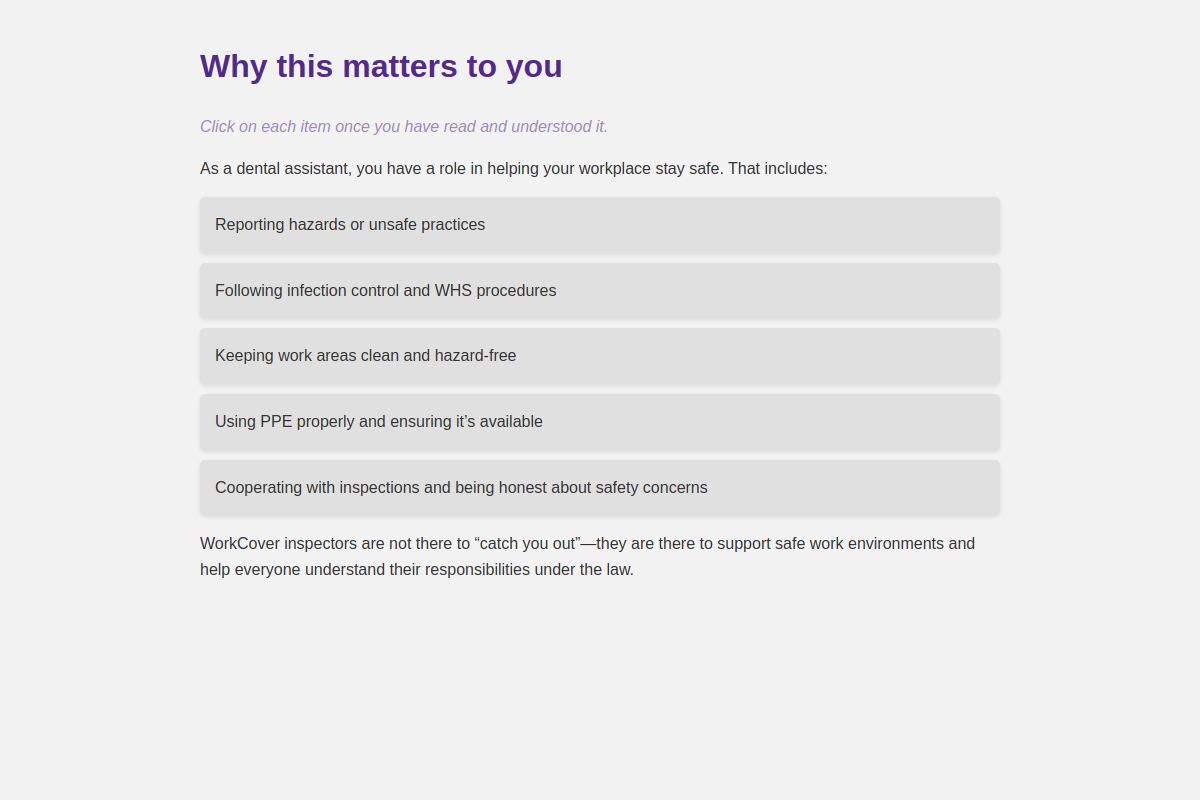 Why this matters to you
Click on each item once you have read and understood it.
As a dental assistant, you have a role in helping your workplace stay safe. That includes:
Reporting hazards or unsafe practices
Following infection control and WHS procedures
Keeping work areas clean and hazard-free
Using PPE properly and ensuring it’s available
Cooperating with inspections and being honest about safety concerns
WorkCover inspectors are not there to “catch you out”—they are there to support safe work environments and
help everyone understand their responsibilities under the law.